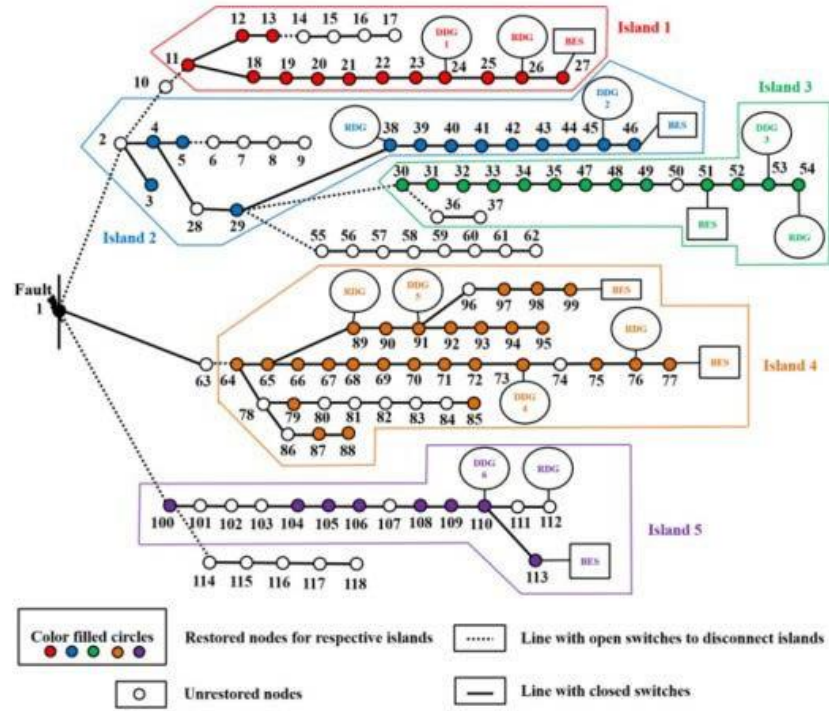 12 13 14 15 16 17
DDG 1
RDG
BES
Island 1
11
10
18 19 20 21 22 23 24 25 26 27
Island 3
DDG 2
DDG 3
RDG
BES
2 4 5 6 7 8 9
38 39 40 41 42 43 44 45 46
3
30 31 32 33 34 35 47 48 49 50 51 52 53 54
28 29
36 37
Island 2
BES
RDG
55 56 57 58 59 60 61 62
Fault
1
RDG
DDG 5
96 97 98 99
BES
RDG
89 90 91 92 93 94 95
63 64 65 66 67 68 69 70 71 72 73 74 75 76 77
BES
Island 4
DDG 4
78 79 80 81 82 83 84 85
86 87 88
DDG 6
RDG
100 101 102 103 104 105 106 107 108 109 110 111 112
Island 5
113
BES
114 115 116 117 118
Color filled circles
Restored nodes for respective islands
Line with open switches to disconnect islands
Unrestored nodes
Line with closed switches